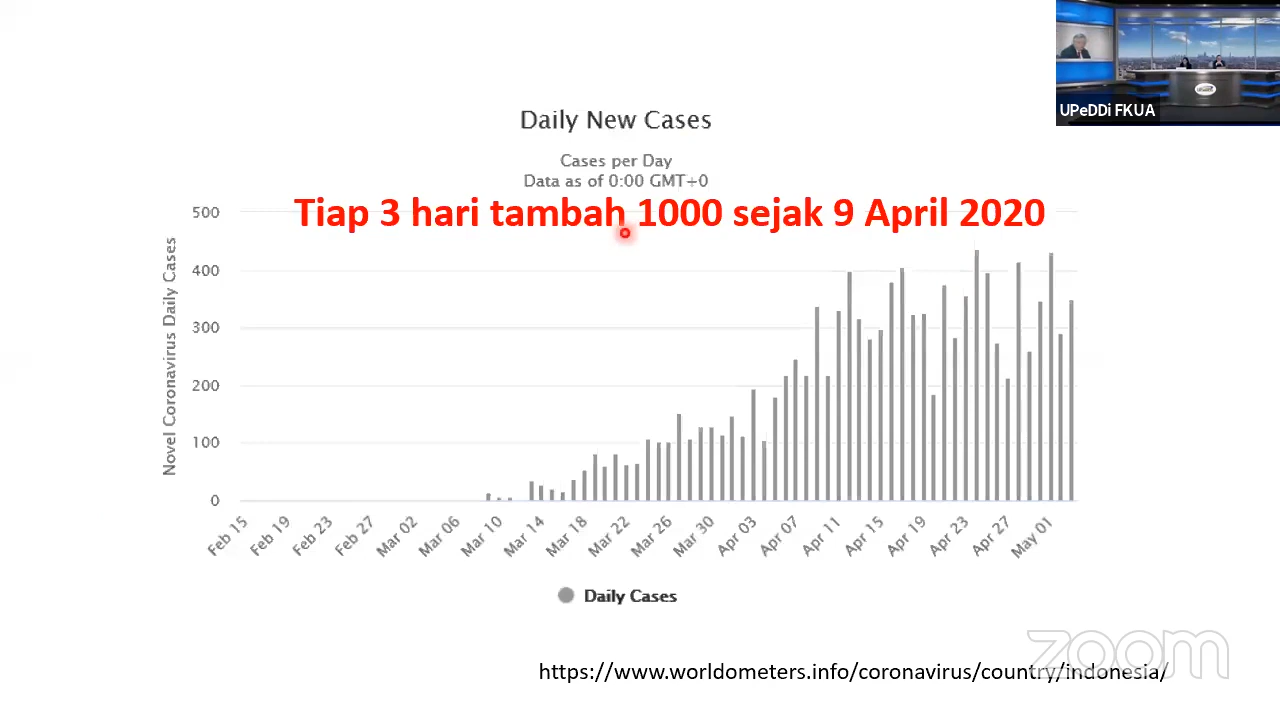 UPeDDi FKUA
Daily New Cases
Cases per Day
Data as of 0:00 GMT+0
Tiap 3 hari tambah 1000 sejak 9 April 2020
Novel Coronavirus Daily Cases
500
400
300
200
100
0
Feb 15
Feb 19
Feb 23
Feb 27
Mar 02
Mar 06
Mar 10
Mar 14
Mar 18
Mar 22
Mar 26
Mar 30
Apr 03
Apr 07
Apr 11
Apr 15
Apr 19
Apr 23
Apr 27
May 01
Daily Cases
zoom
https://www.worldometers.info/coronavirus/country/indonesia/